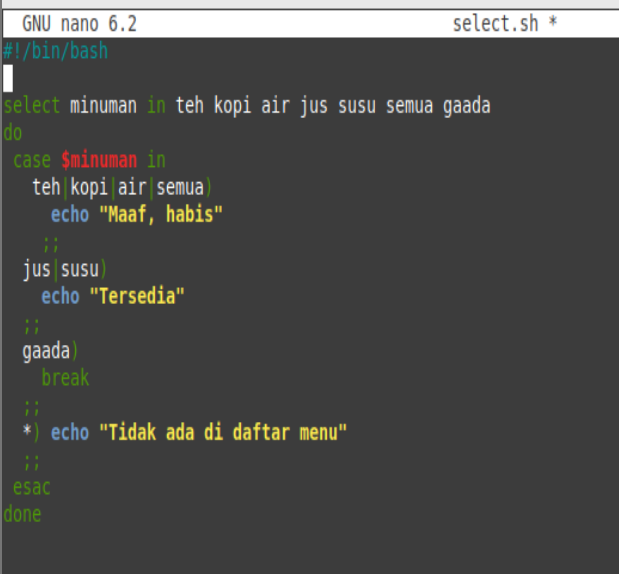 GNU nano 6.2 select.sh *
#!/bin/bash
select minuman in teh kopi air jus susu semua gaada
do
case $minuman in
teh|kopi|air|semua)
echo "Maaf, habis"
;;
jus|susu)
echo "Tersedia"
;;
gaada)
break
;;
*) echo "Tidak ada di daftar menu"
;;
esac
done